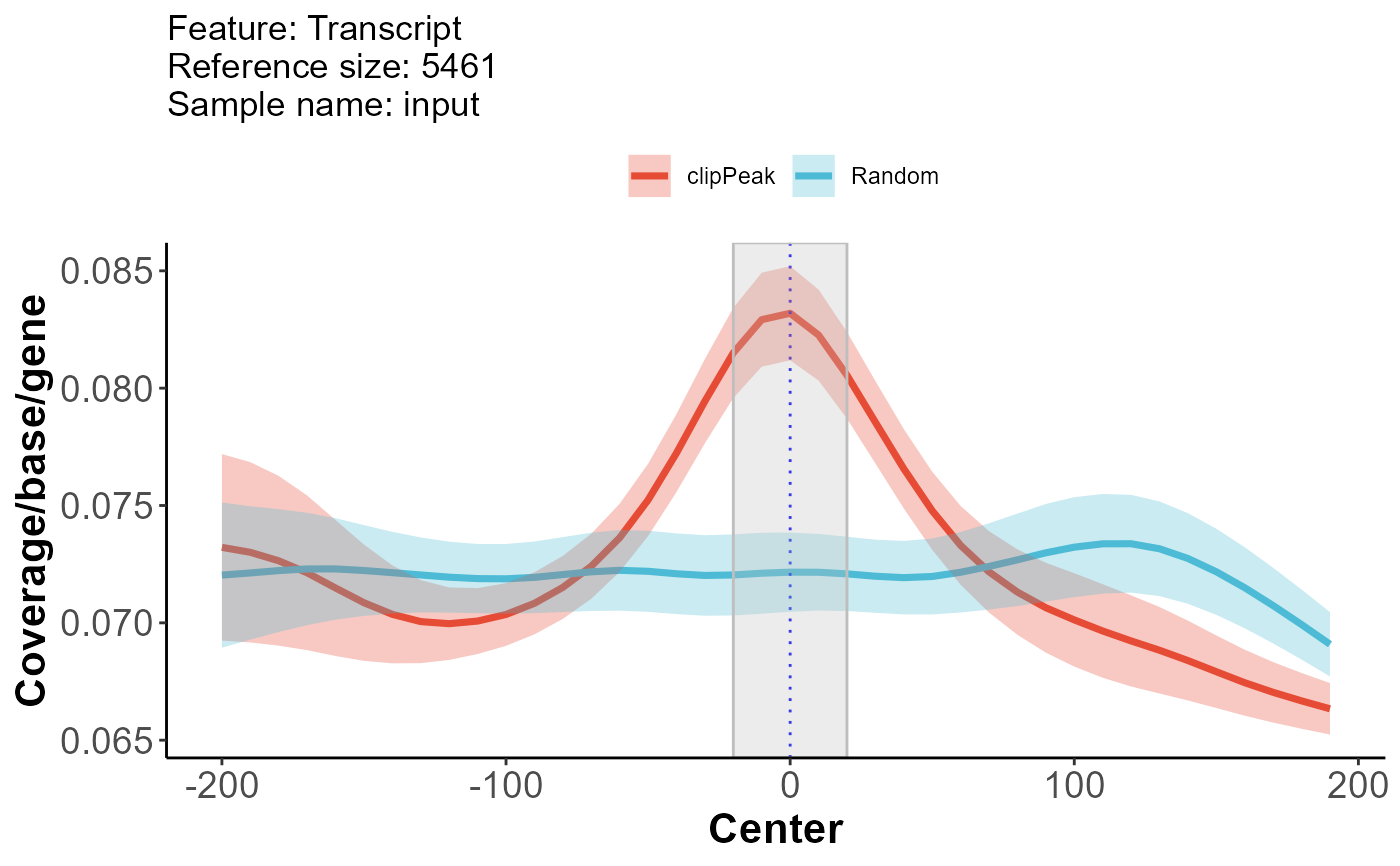 Feature: Transcript
Reference size: 5461
Sample name: input
clipPeak Random
Coverage/base/gene
0.085
0.080
0.075
0.070
0.065
-200 -100 0 100 200
Center